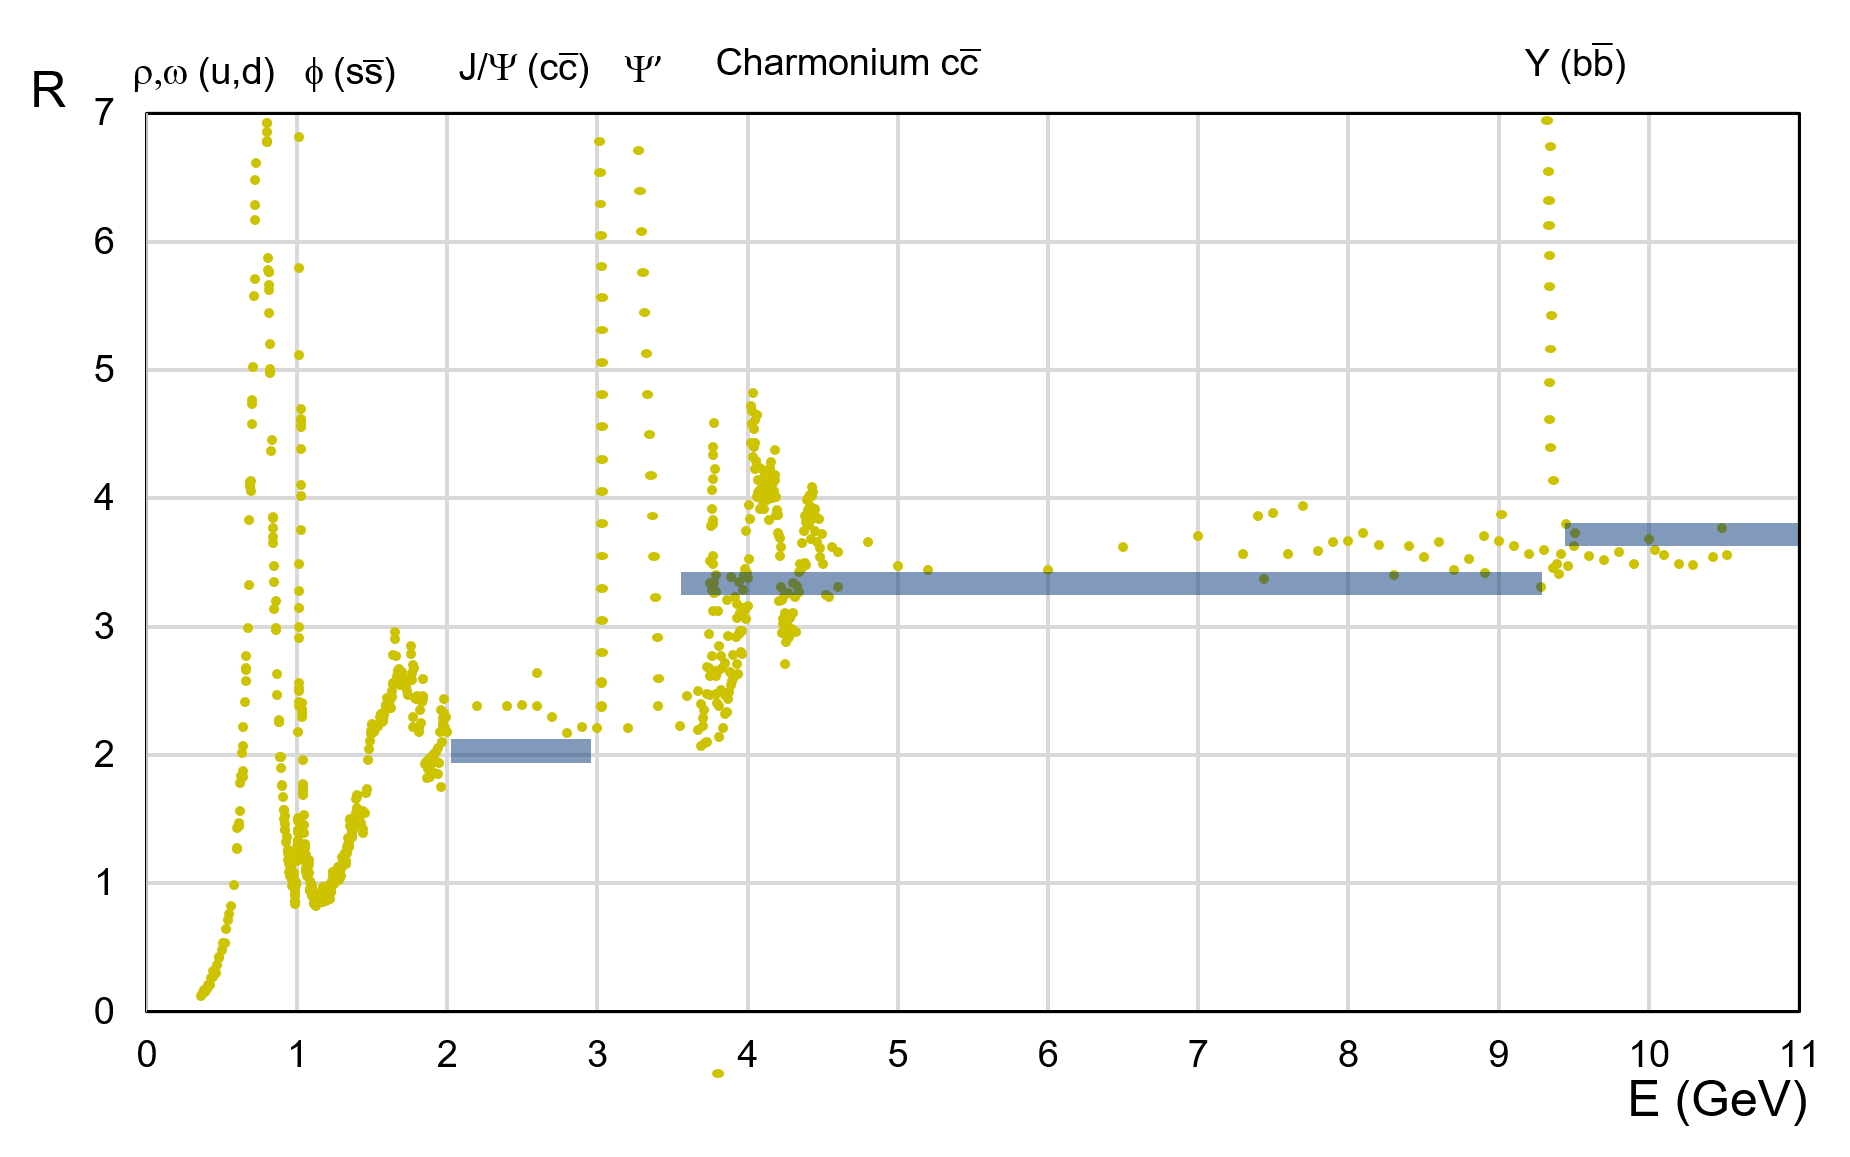 ρ,ω (u,d) ϕ (ss̅) J/Ψ (cc̅) Ψ′ Charmonium cc̅ Y (bb̅)
R
7
6
5
4
3
2
1
0
0 1 2 3 4 5 6 7 8 9 10 11
E (GeV)